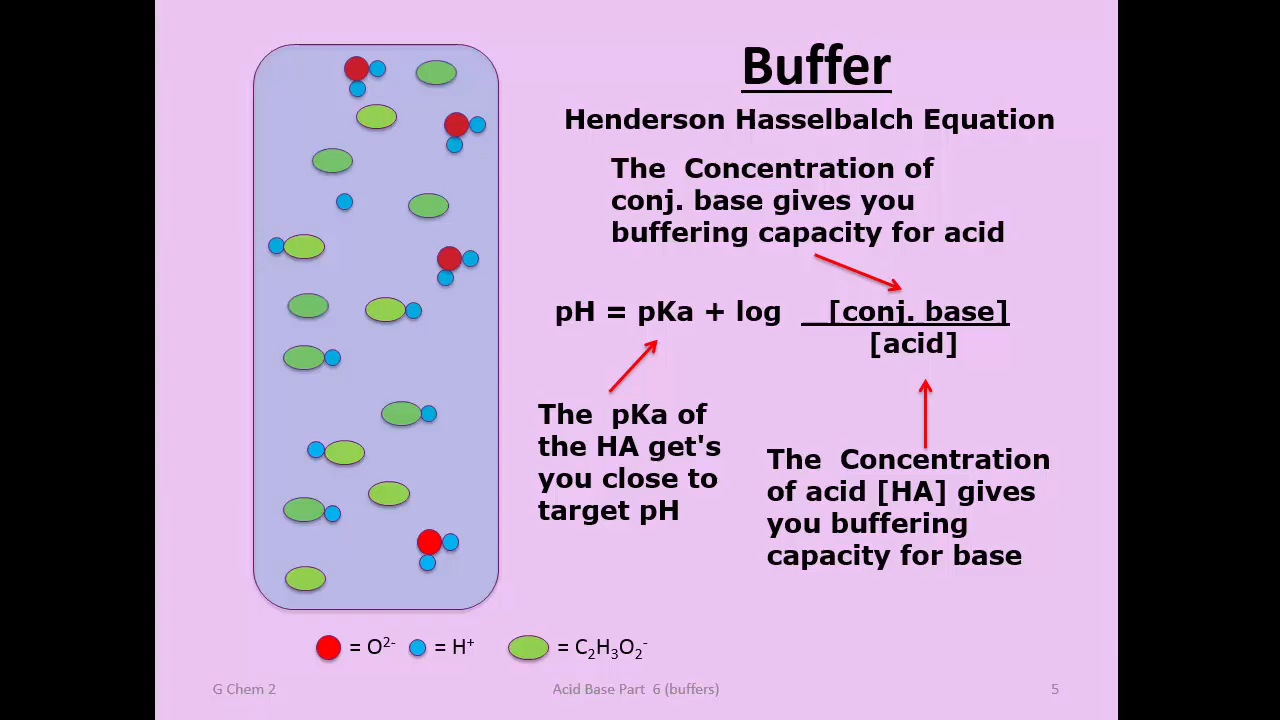 Buffer
Henderson Hasselbalch Equation
The Concentration of
conj. base gives you
buffering capacity for acid
pH = pKa + log [conj. base]
[acid]
The pKa of
the HA get's
you close to
target pH
The Concentration
of acid [HA] gives
you buffering
capacity for base
= O²⁻ = H⁺ = C₂H₃O₂⁻
G Chem 2 Acid Base Part 6 (buffers) 5